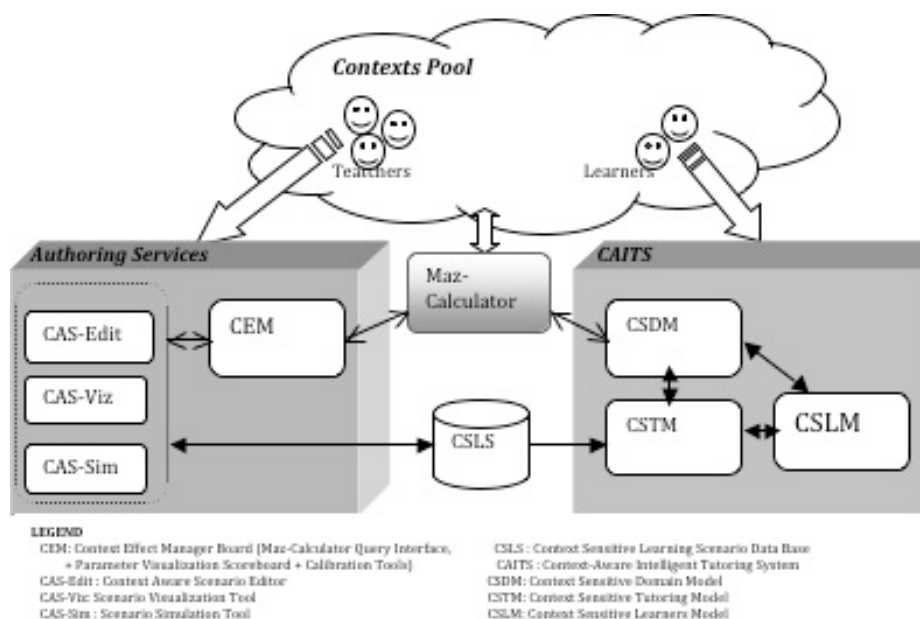 Contexts Pool
Teatchers
Learners
Authoring Services
CAITS
Maz-
Calculator
CAS-Edit
CEM
CSDM
CAS-Viz
CSTM
CSLM
CSLS
CAS-Sim
LEGEND
CEM: Context Effect Manager Board (Maz-Calculator Query Interface,
+ Parameter Visualization Scoreboard + Calibration Tools)
CAS-Edit : Context Aware Scenario Editor
CAS-Viz: Scenario Visualization Tool
CAS-Sim : Scenario Simulation Tool
CSLS : Context Sensitive Learning Scenario Data Base
CAITS : Context-Aware Intelligent Tutoring System
CSDM: Context Sensitive Domain Model
CSTM: Context Sensitive Tutoring Model
CSLM: Context Sensitive Learners Model